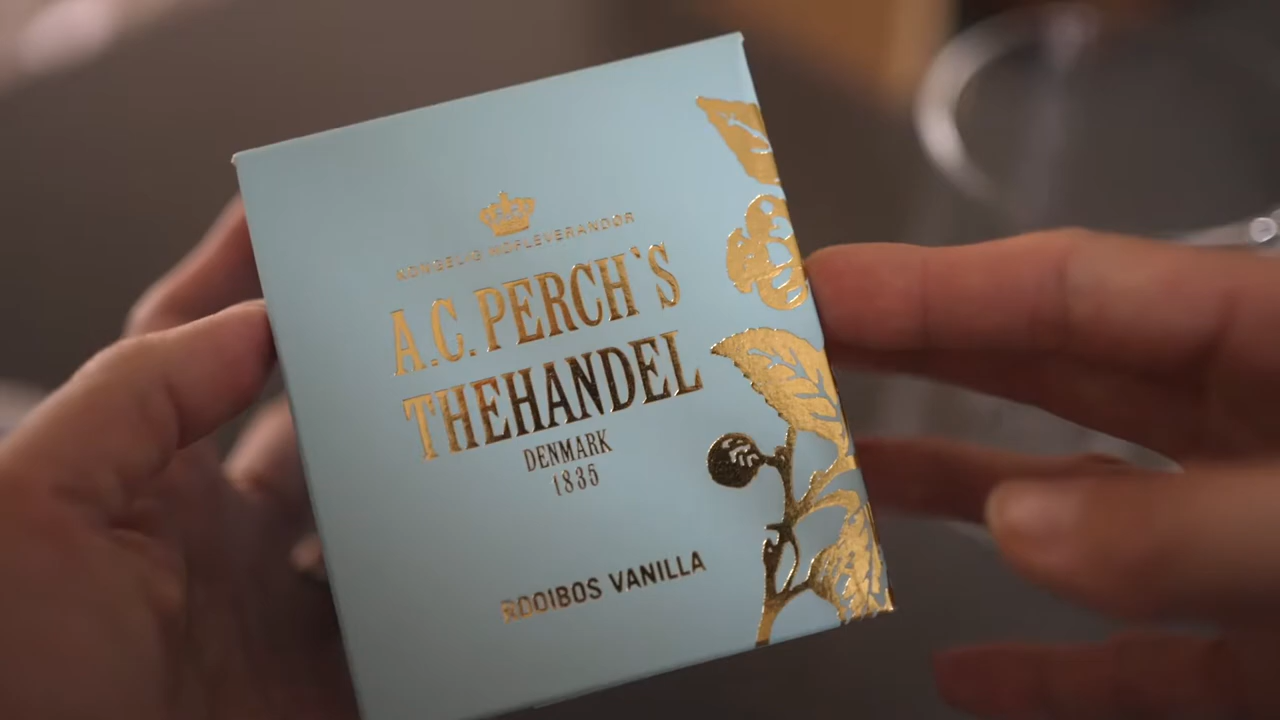 KONGELIG HOFLEVERANDØR
A.C. PERCH'S
THEHANDEL
DENMARK
1835
ROOIBOS VANILLA